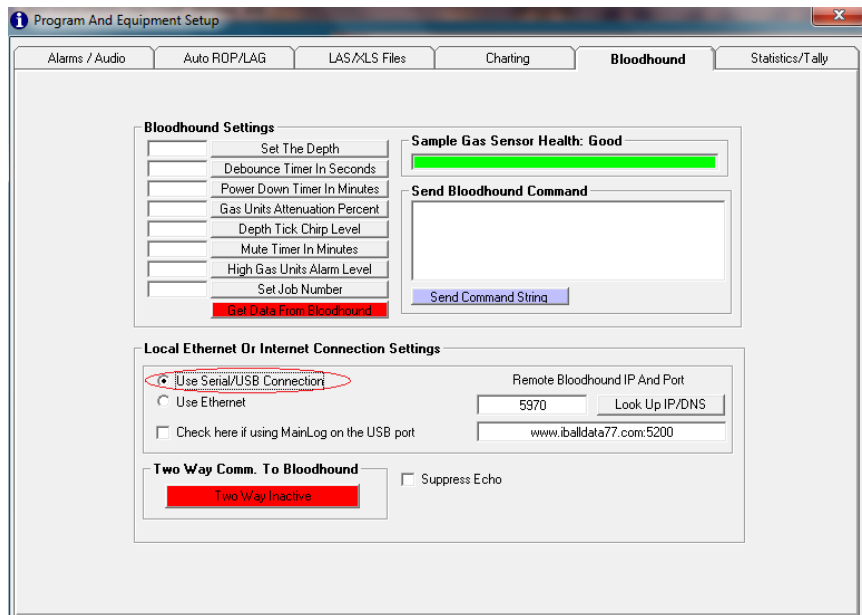 Program And Equipment Setup
X
Alarms / Audio
Auto ROP/LAG
LAS/XLS Files
Charting
Bloodhound
Statistics/Tally
Bloodhound Settings
Set The Depth
Debounce Timer In Seconds
Power Down Timer In Minutes
Gas Units Attenuation Percent
Depth Tick Chirp Level
Mute Timer In Minutes
High Gas Units Alarm Level
Set Job Number
Get Data From Bloodhound
Sample Gas Sensor Health: Good
Send Bloodhound Command
Send Command String
Local Ethernet Or Internet Connection Settings
Use Serial/USB Connection
Use Ethernet
Check here if using MainLog on the USB port
Remote Bloodhound IP And Port
5970
Look Up IP/DNS
www.iballdata77.com:5200
Two Way Comm. To Bloodhound
Two Way Inactive
Suppress Echo